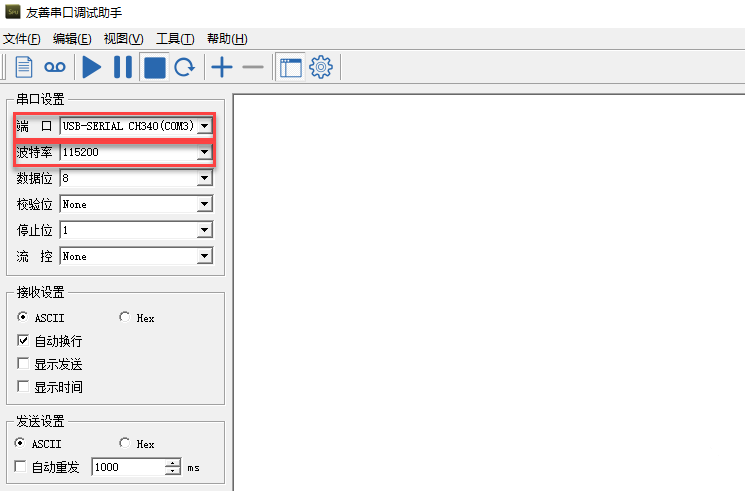 友善串口调试助手
文件(F) 编辑(E) 视图(V) 工具(T) 帮助(H)
串口设置
端 口 USB-SERIAL CH340(COM3)
波特率 115200
数据位 8
校验位 None
停止位 1
流 控 None
接收设置
ASCII Hex
自动换行
显示发送
显示时间
发送设置
ASCII Hex
自动重发 1000 ms